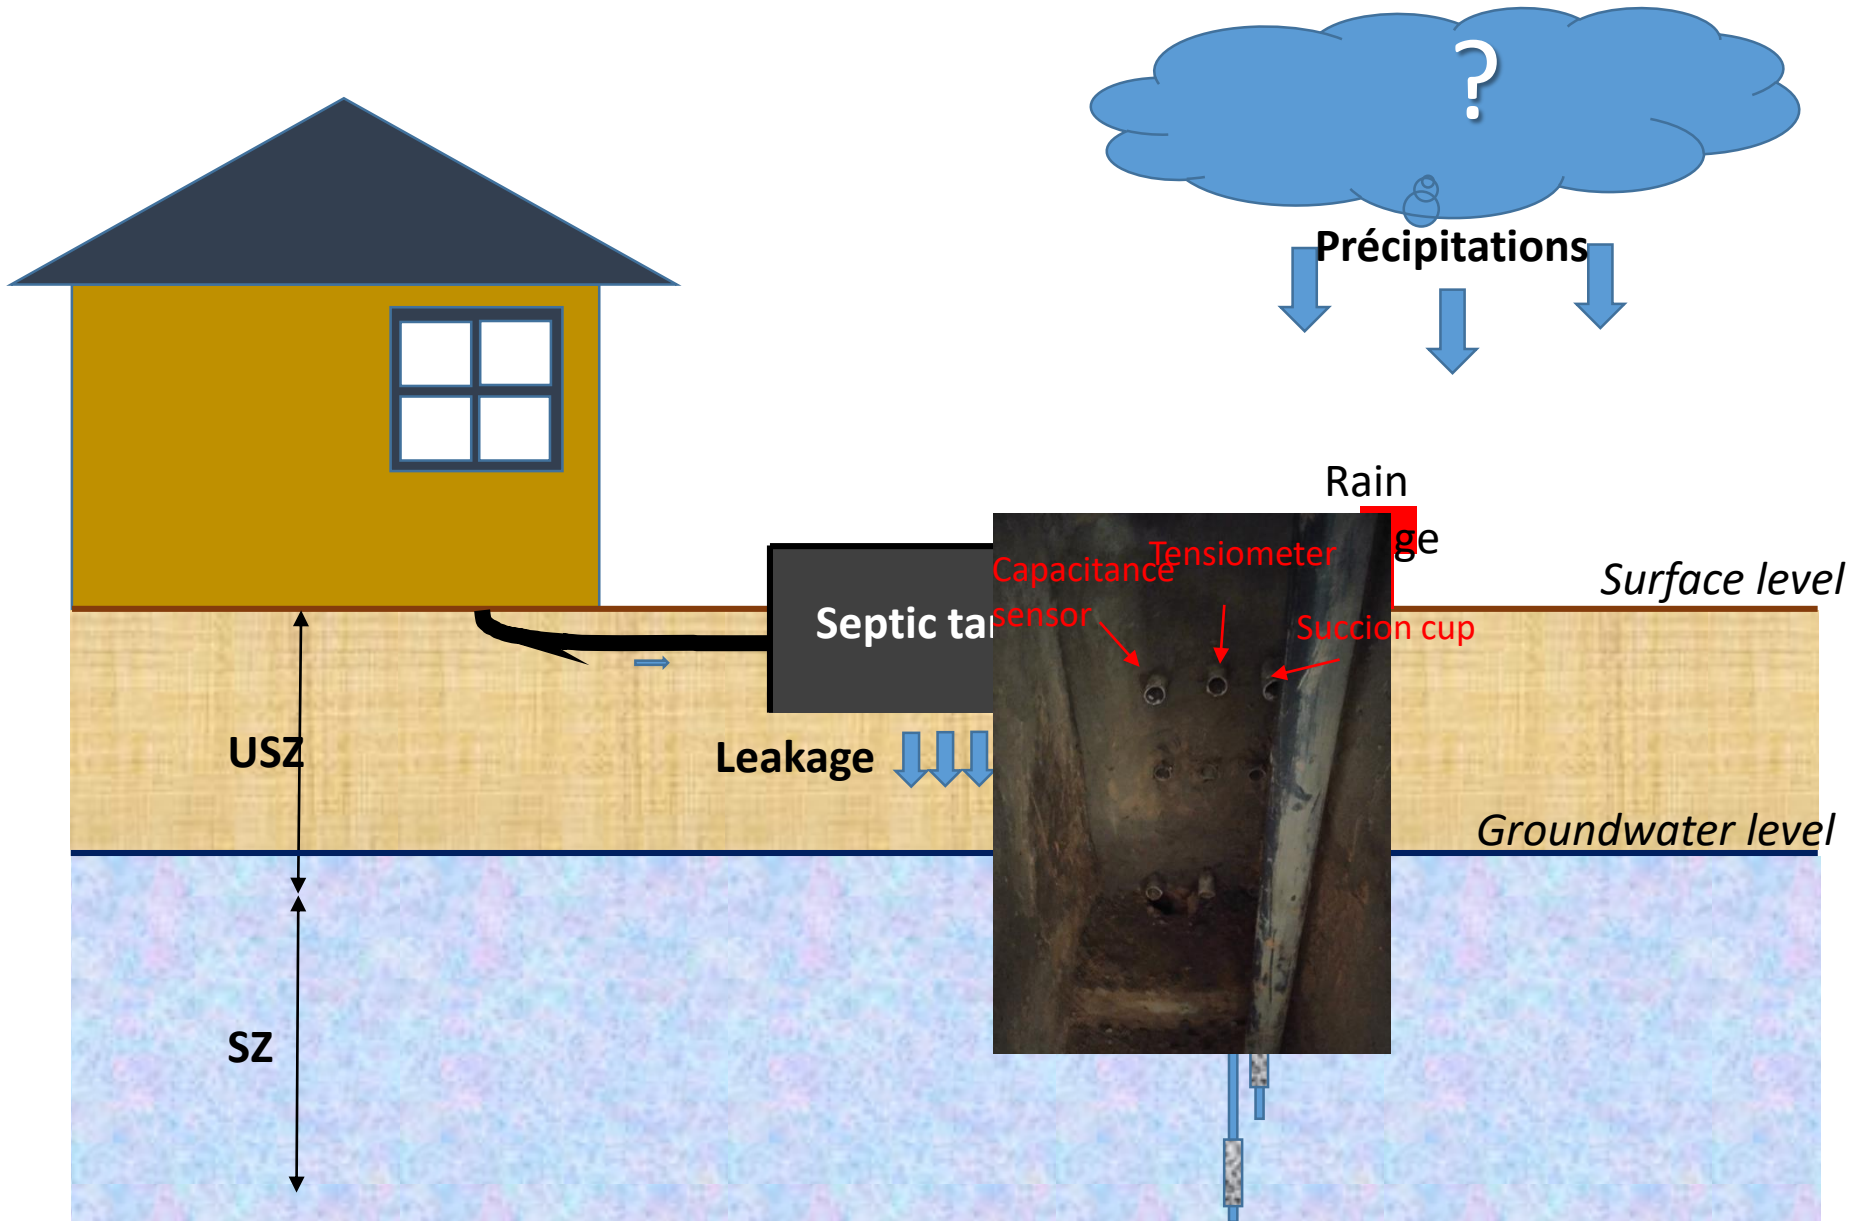 ?
Précipitations
Rain
ge
Surface level
Capacitance
sensor
Tensiometer
Succion cup
Septic ta
USZ
Leakage
Groundwater level
SZ